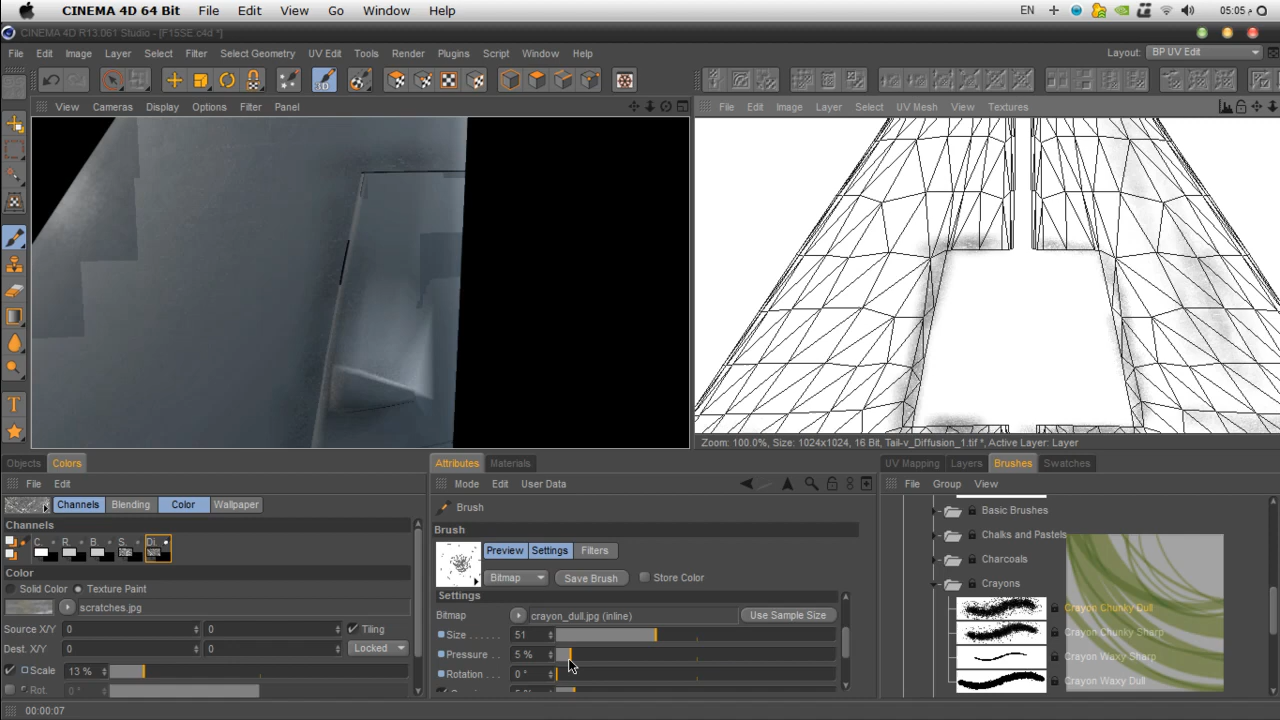 CINEMA 4D 64 Bit File Edit View Go Window Help EN 05:05 م
CINEMA 4D R13.061 Studio - [F15SE.c4d *]
File Edit Image Layer Select Filter Select Geometry UV Edit Tools Render Plugins Script Window Help Layout: BP UV Edit
3D
View Cameras Display Options Filter Panel
File Edit Image Layer Select UV Mesh View Textures
Zoom: 100.0%, Size: 1024x1024, 16 Bit, Tail-v_Diffusion_1.tif *, Active Layer: Layer
Objects Colors
File Edit
Channels Blending Color Wallpaper
Channels
C. R. B. S. Di.
Color
Solid Color Texture Paint
scratches.jpg
Source X/Y 0 0 Tiling
Dest. X/Y 0 0 Locked
Scale 13 %
Rot. 0 °
Attributes Materials
Mode Edit User Data
Brush
Brush
Preview Settings Filters
Bitmap Save Brush Store Color
Settings
Bitmap crayon_dull.jpg (inline) Use Sample Size
Size 51
Pressure 5 %
Rotation 0 °
UV Mapping Layers Brushes Swatches
File Group View
Basic Brushes
Chalks and Pastels
Charcoals
Crayons
Crayon Chunky Dull
Crayon Chunky Sharp
Crayon Waxy Sharp
Crayon Waxy Dull
00:00:07